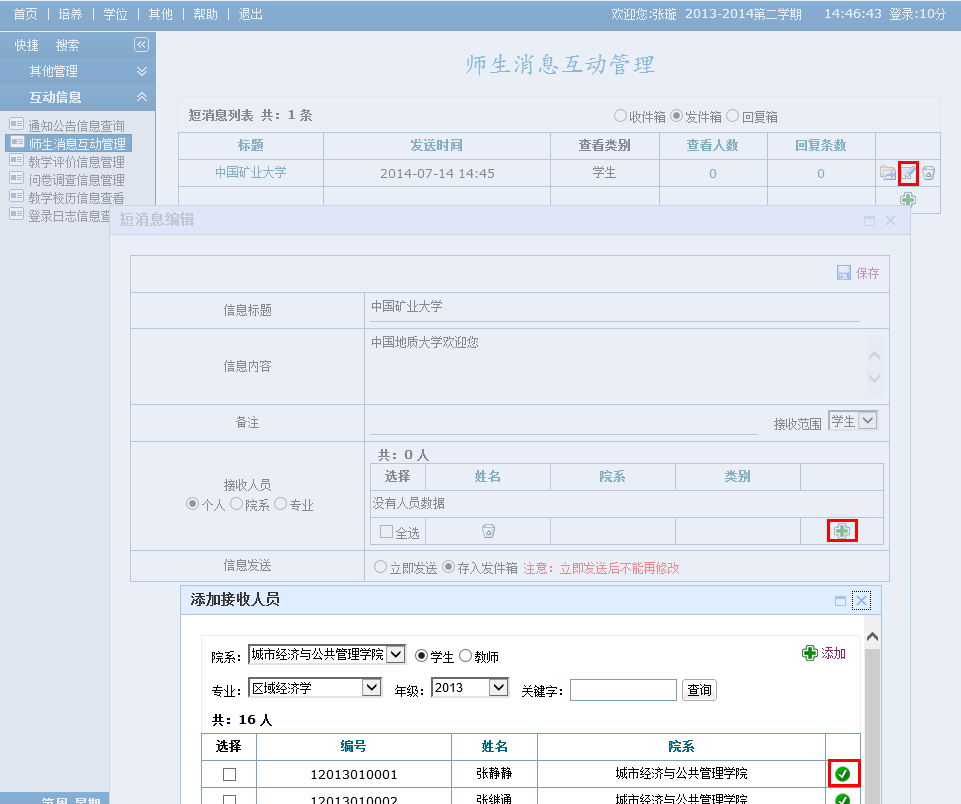 首页 | 培养 | 学位 | 其他 | 帮助 | 退出
欢迎您:张璇 2013-2014第二学期 14:46:43 登录:10分
快捷 搜索
其他管理
互动信息
通知公告信息查询
师生消息互动管理
教学评价信息管理
问卷调查信息管理
教学校历信息查看
登录日志信息查
师生消息互动管理
短消息列表 共：1 条
收件箱 发件箱 回复箱
标题 发送时间 查看类别 查看人数 回复条数
中国矿业大学 2014-07-14 14:45 学生 0 0
短消息编辑
保存
信息标题 中国矿业大学
信息内容 中国地质大学欢迎您
备注 接收范围 学生
接收人员
个人 院系 专业
共：0 人
选择 姓名 院系 类别
没有人员数据
全选
信息发送 立即发送 存入发件箱 注意：立即发送后不能再修改
添加接收人员
院系: 城市经济与公共管理学院 学生 教师 添加
专业: 区域经济学 年级: 2013 关键字: 查询
共：16 人
选择 编号 姓名 院系
12013010001 张静静 城市经济与公共管理学院
12013010002 张继通 城市经济与公共管理学院